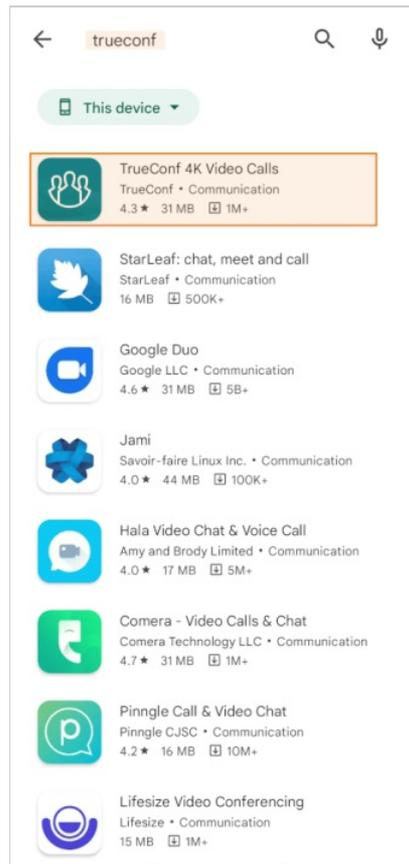 trueconf
This device
TrueConf 4K Video Calls
TrueConf • Communication
4.3★ 31 MB 1M+
StarLeaf: chat, meet and call
StarLeaf • Communication
16 MB 500K+
Google Duo
Google LLC • Communication
4.6★ 31 MB 5B+
Jami
Savoir-faire Linux Inc. • Communication
4.0★ 44 MB 100K+
Hala Video Chat & Voice Call
Amy and Brody Limited • Communication
4.0★ 17 MB 5M+
Comera - Video Calls & Chat
Comera Technology LLC • Communication
4.7★ 31 MB 1M+
Pinngle Call & Video Chat
Pinngle CJSC • Communication
4.2★ 16 MB 10M+
Lifesize Video Conferencing
Lifesize • Communication
15 MB 1M+